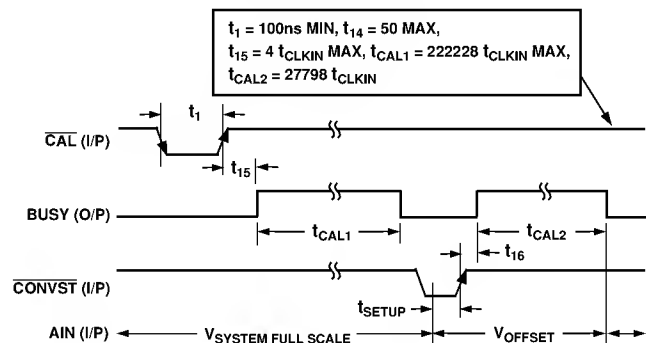 t1 = 100ns MIN, t14 = 50 MAX,
t15 = 4 tCLKIN MAX, tCAL1 = 222228 tCLKIN MAX,
tCAL2 = 27798 tCLKIN
t1
CAL (I/P)
t15
BUSY (O/P)
tCAL1
tCAL2
t16
CONVST (I/P)
tSETUP
AIN (I/P)
VSYSTEM FULL SCALE
VOFFSET